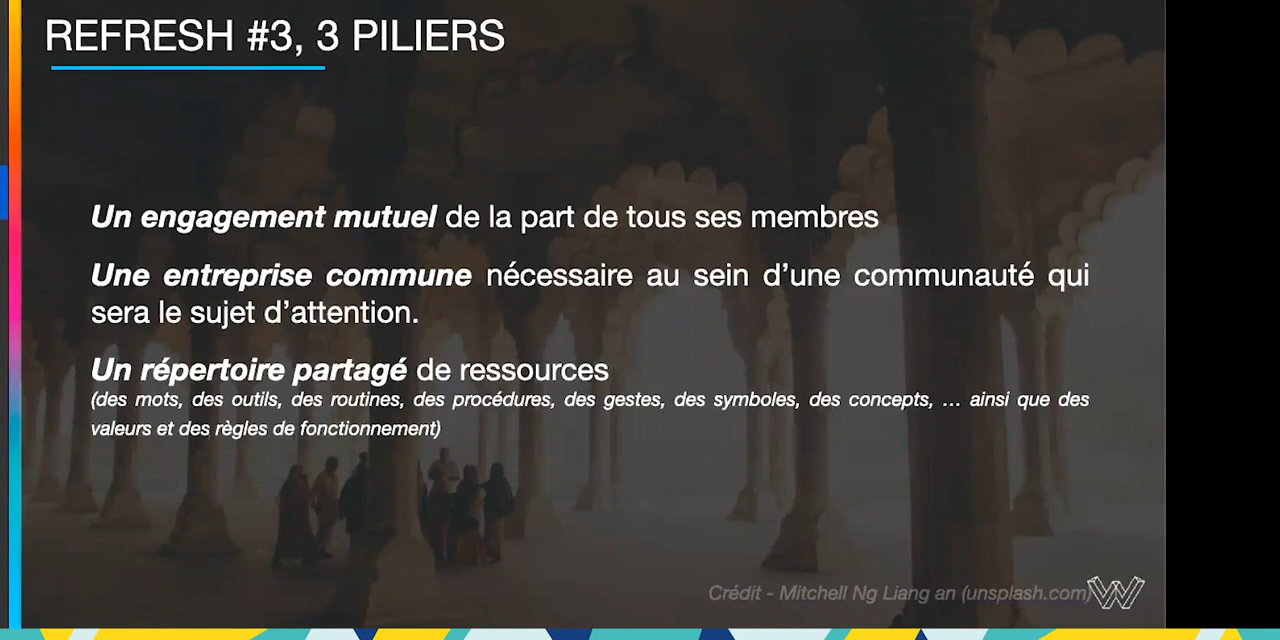 REFRESH #3, 3 PILIERS
Un engagement mutuel de la part de tous ses membres
Une entreprise commune nécessaire au sein d’une communauté qui
sera le sujet d’attention.
Un répertoire partagé de ressources
(des mots, des outils, des routines, des procédures, des gestes, des symboles, des concepts, … ainsi que des
valeurs et des règles de fonctionnement)
Crédit - Mitchell Ng Liang an (unsplash.com)
W